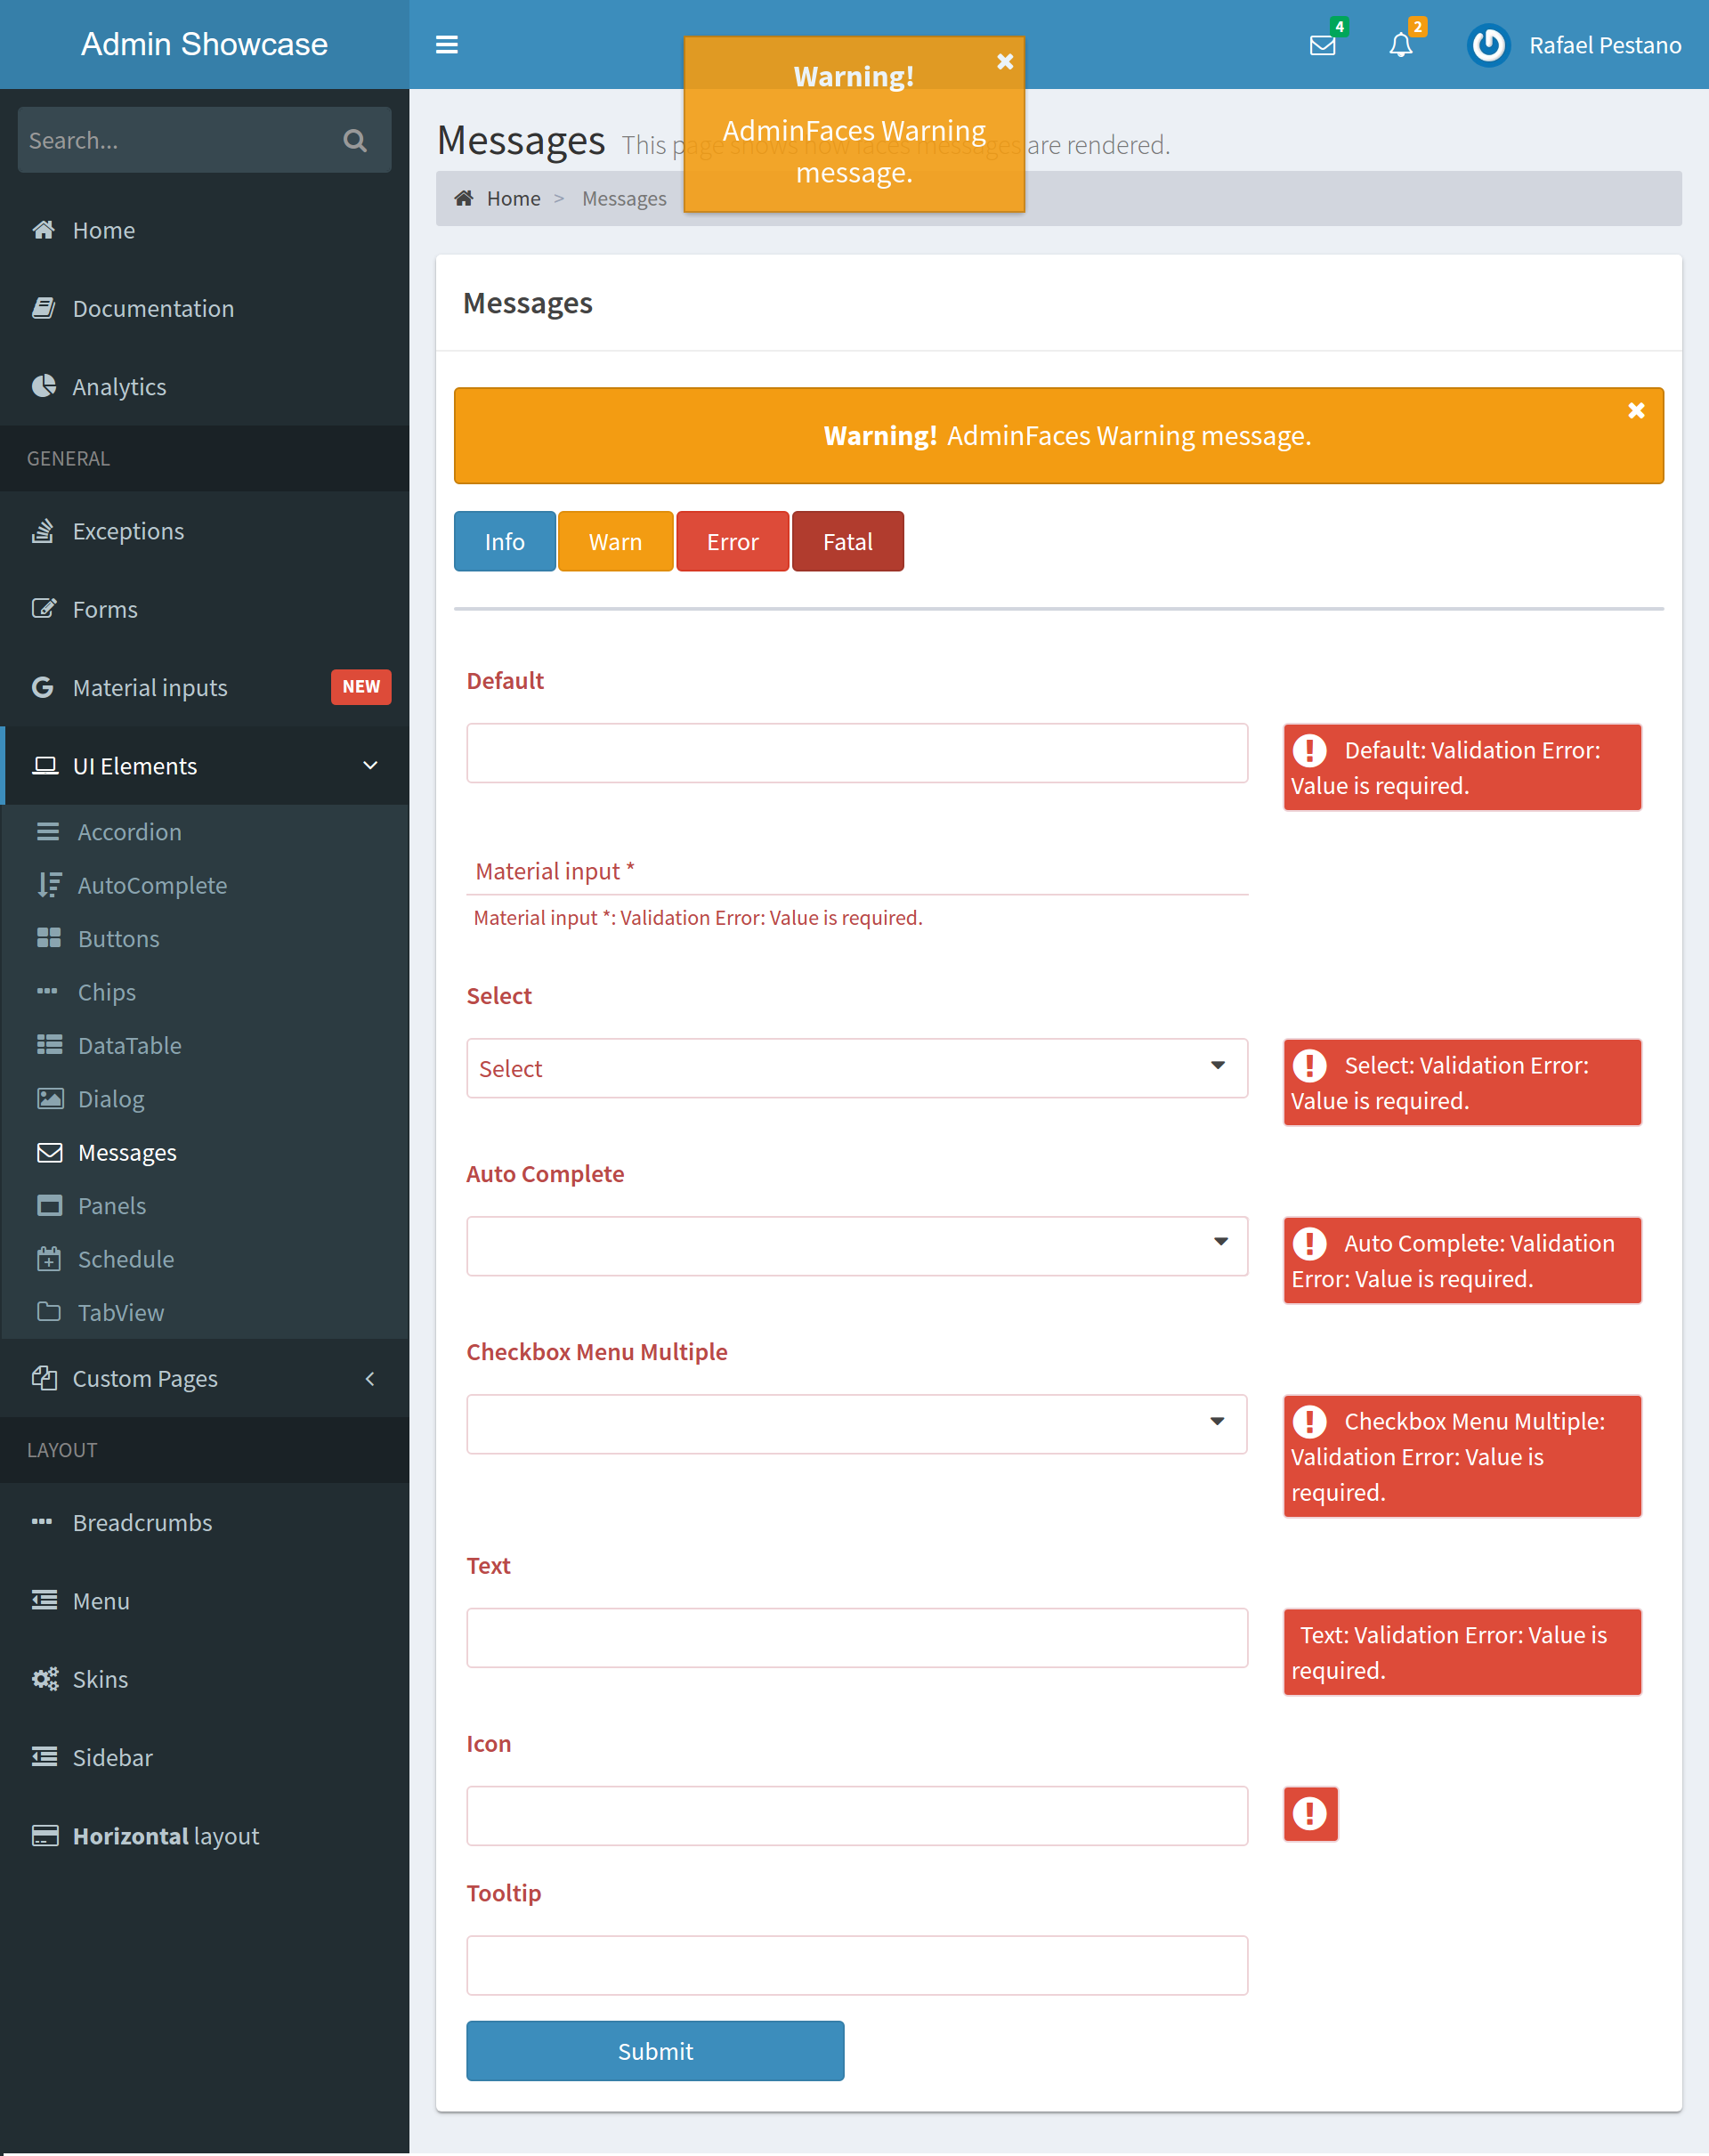 Admin Showcase
4
2
Rafael Pestano
Warning!
AdminFaces Warning
message.
Search...
Messages This page shows how faces messages are rendered.
Home > Messages
Home
Documentation
Analytics
GENERAL
Exceptions
Forms
Material inputs NEW
UI Elements
Accordion
AutoComplete
Buttons
Chips
DataTable
Dialog
Messages
Panels
Schedule
TabView
Custom Pages
LAYOUT
Breadcrumbs
Menu
Skins
Sidebar
Horizontal layout
Messages
Warning! AdminFaces Warning message.
Info Warn Error Fatal
Default
Default: Validation Error:
Value is required.
Material input *
Material input *: Validation Error: Value is required.
Select
Select
Select: Validation Error:
Value is required.
Auto Complete
Auto Complete: Validation
Error: Value is required.
Checkbox Menu Multiple
Checkbox Menu Multiple:
Validation Error: Value is
required.
Text
Text: Validation Error: Value is
required.
Icon
Tooltip
Submit